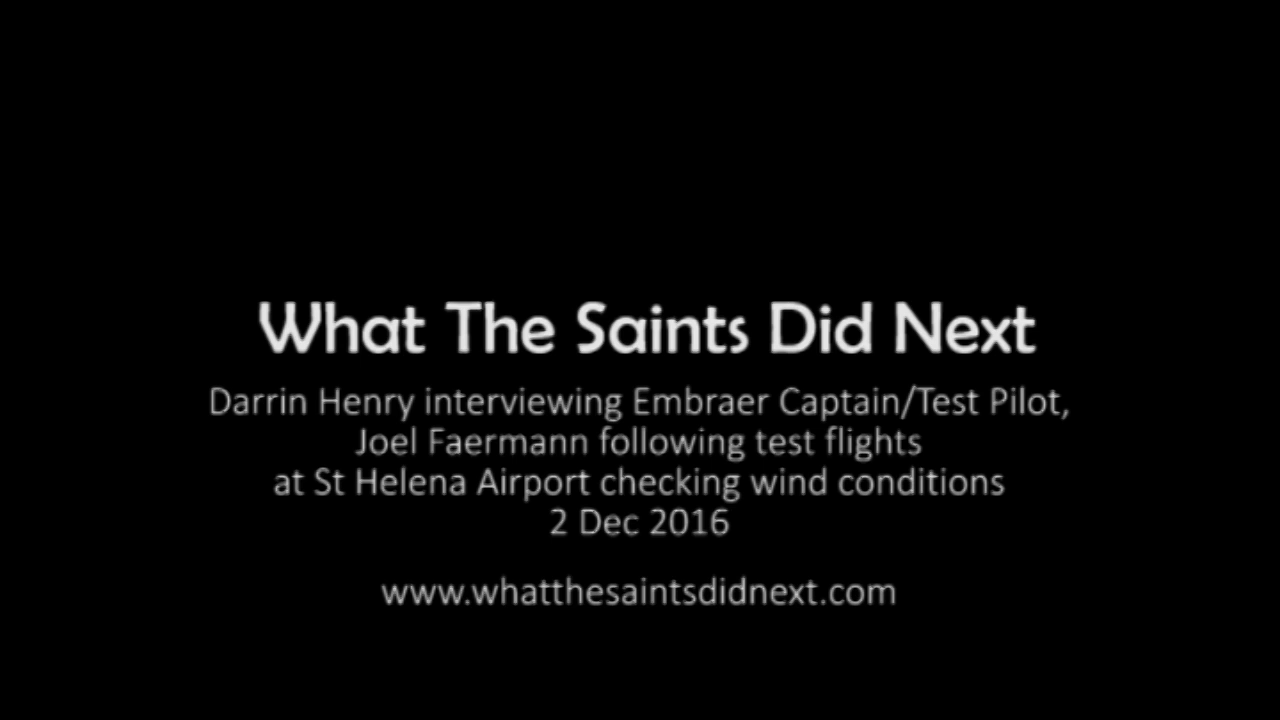 What The Saints Did Next
Darrin Henry interviewing Embraer Captain/Test Pilot,
Joel Faermann following test flights
at St Helena Airport checking wind conditions
2 Dec 2016
www.whatthesaintsdidnext.com